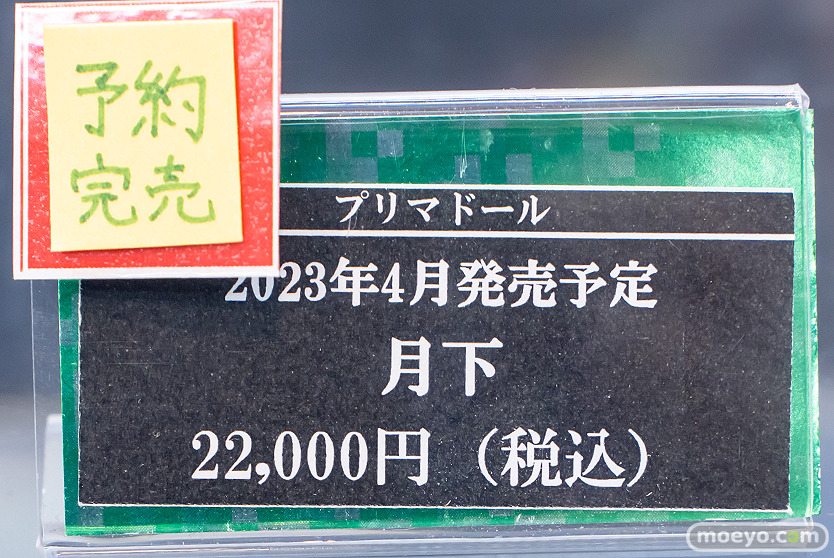 予約
完売
プリマドール
2023年4月発売予定
月下
22,000円（税込）
moeyo.com